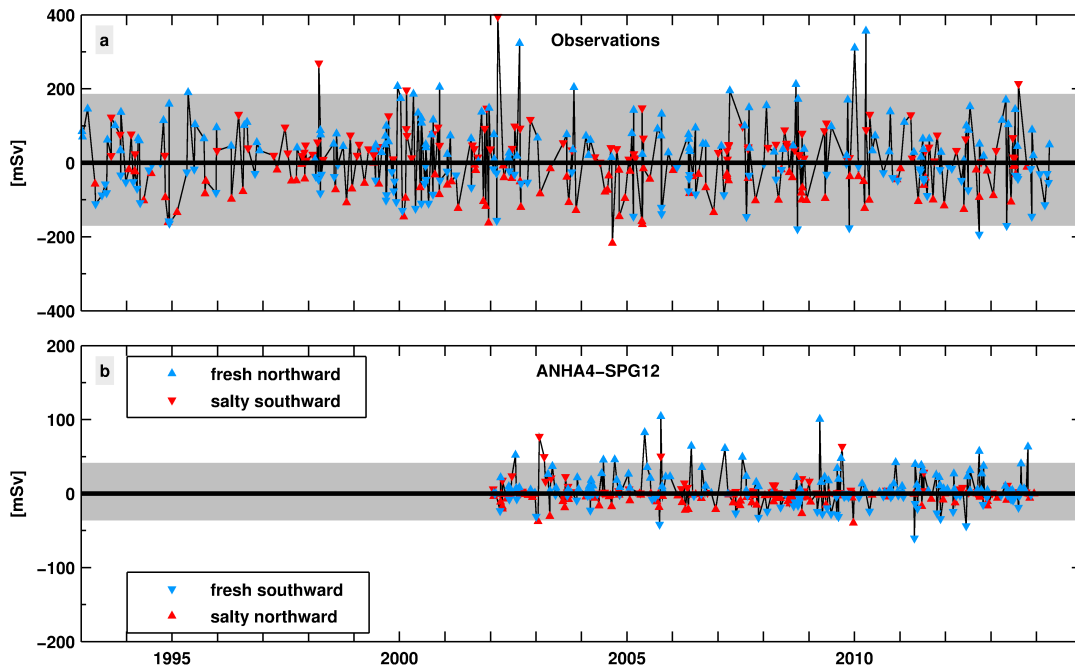 400
a
Observations
200
[mSv]
0
−200
−400
200
b
fresh northward
ANHA4−SPG12
salty southward
100
[mSv]
0
−100
fresh southward
salty northward
−200
1995
2000
2005
2010